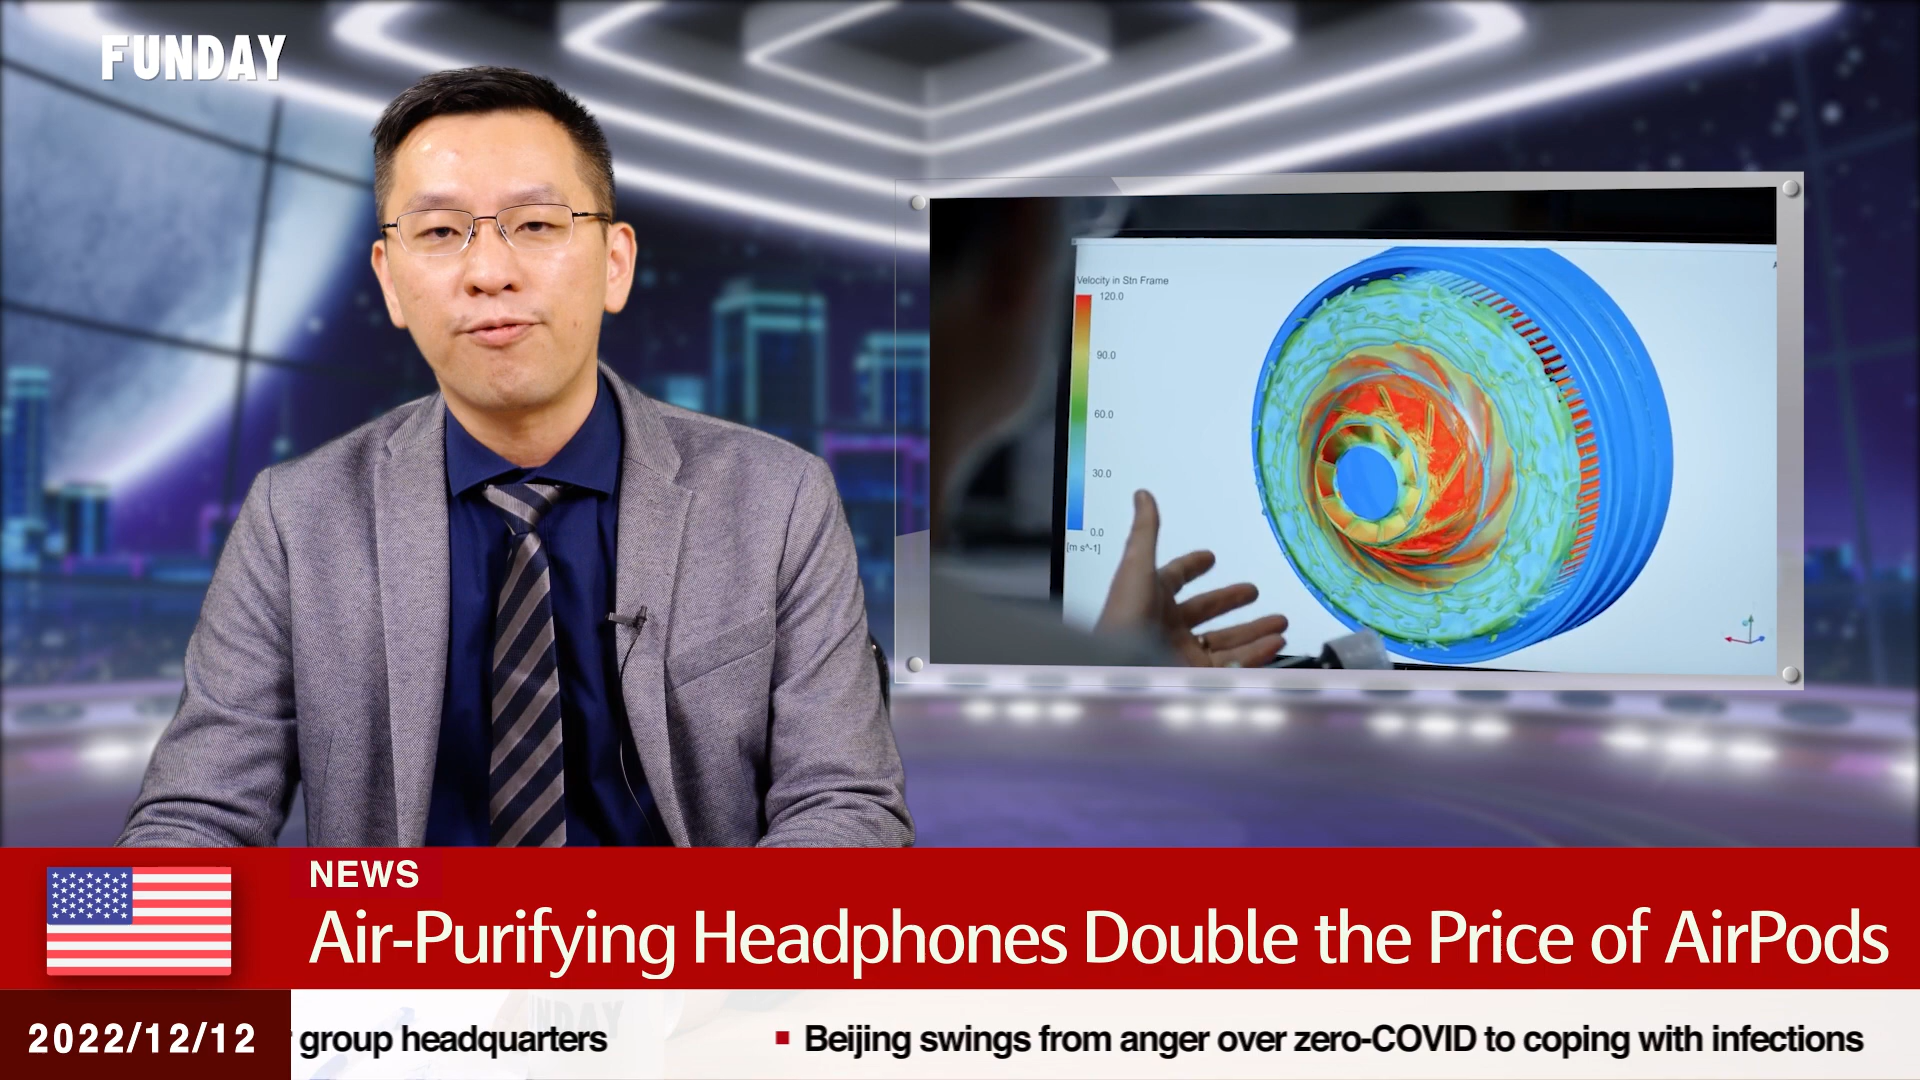 FUNDAY
Velocity in Stn Frame
120.0
90.0
60.0
30.0
0.0
[m s^-1]
NEWS
Air-Purifying Headphones Double the Price of AirPods
2022/12/12
group headquarters
Beijing swings from anger over zero-COVID to coping with infections